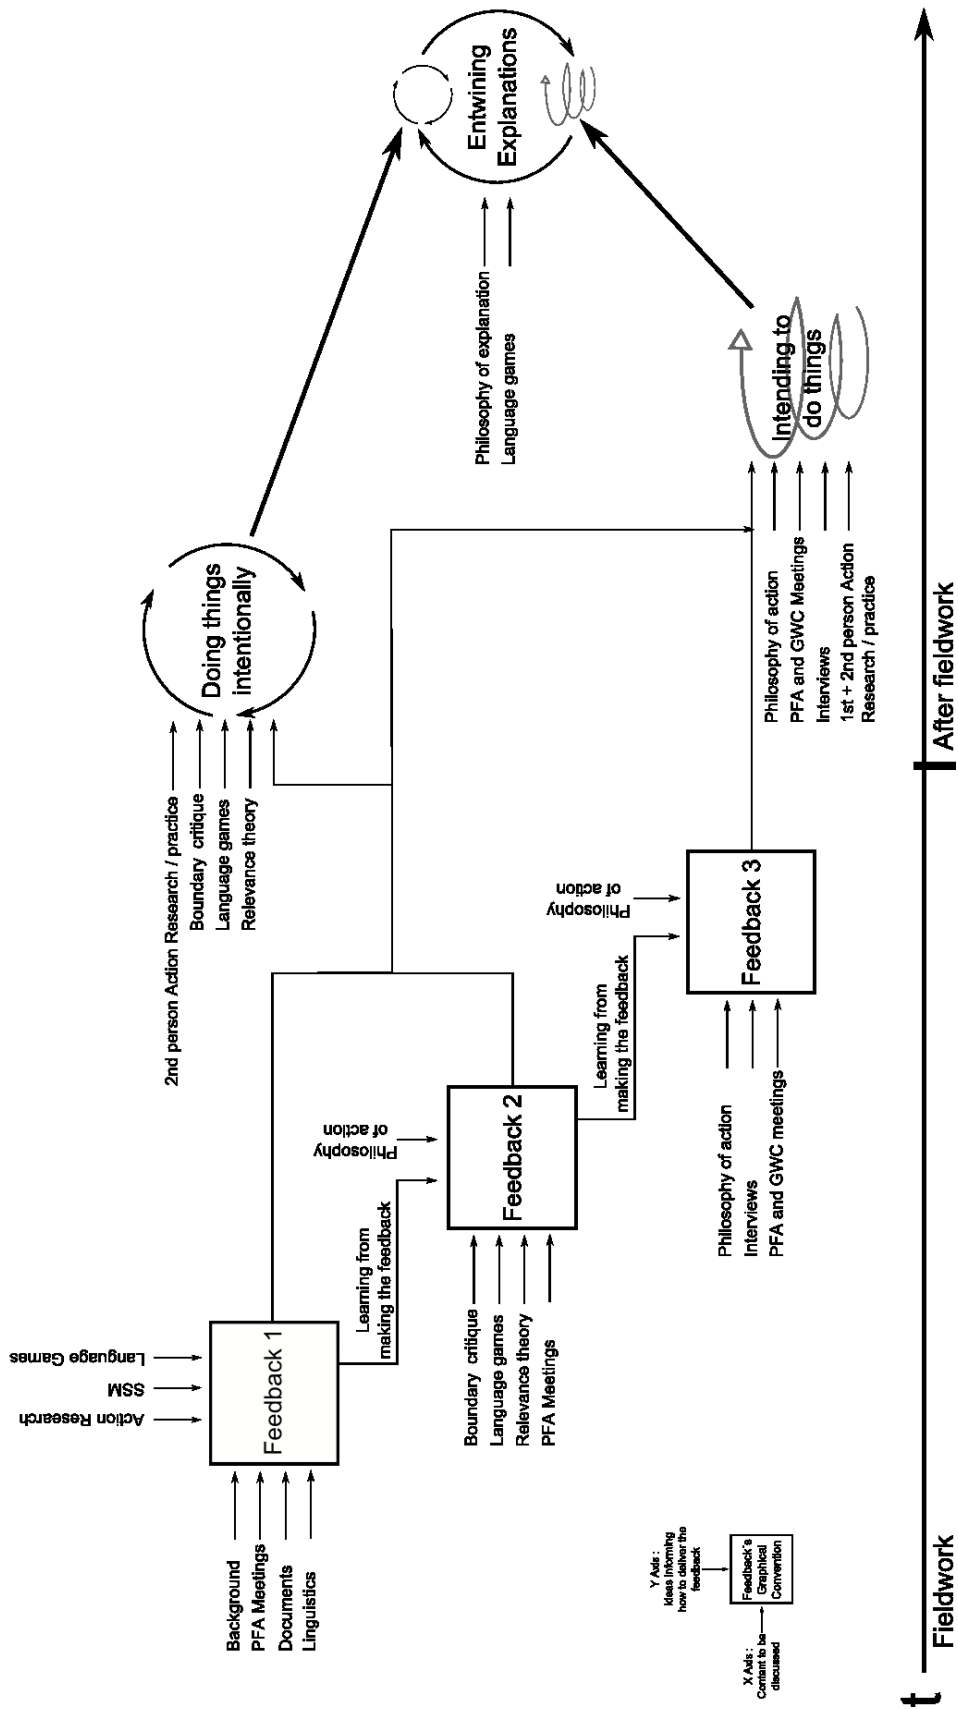 Language Games
SSM
Action Research
Background
PFA Meetings
Documents
Linguistics
Feedback 1
Learning from
making the feedback
Philosophy
of action
Boundary critique
Language games
Relevance theory
PFA Meetings
Feedback 2
Learning from
making the feedback
Philosophy
of action
Philosophy of action
Interviews
PFA and GWC meetings
Feedback 3
2nd person Action Research / practice
Boundary critique
Language games
Relevance theory
Doing things
intentionally
Philosophy of action
PFA and GWC Meetings
Interviews
1st + 2nd person Action
Research / practice
Intending to
do things
Philosophy of explanation
Language games
Entwining
Explanations
Y Axis :
Ideas informing
how to deliver the
feedback
X Axis :
Contant to be
discussed
Feedback's
Graphical
Convention
t
Fieldwork
After fieldwork